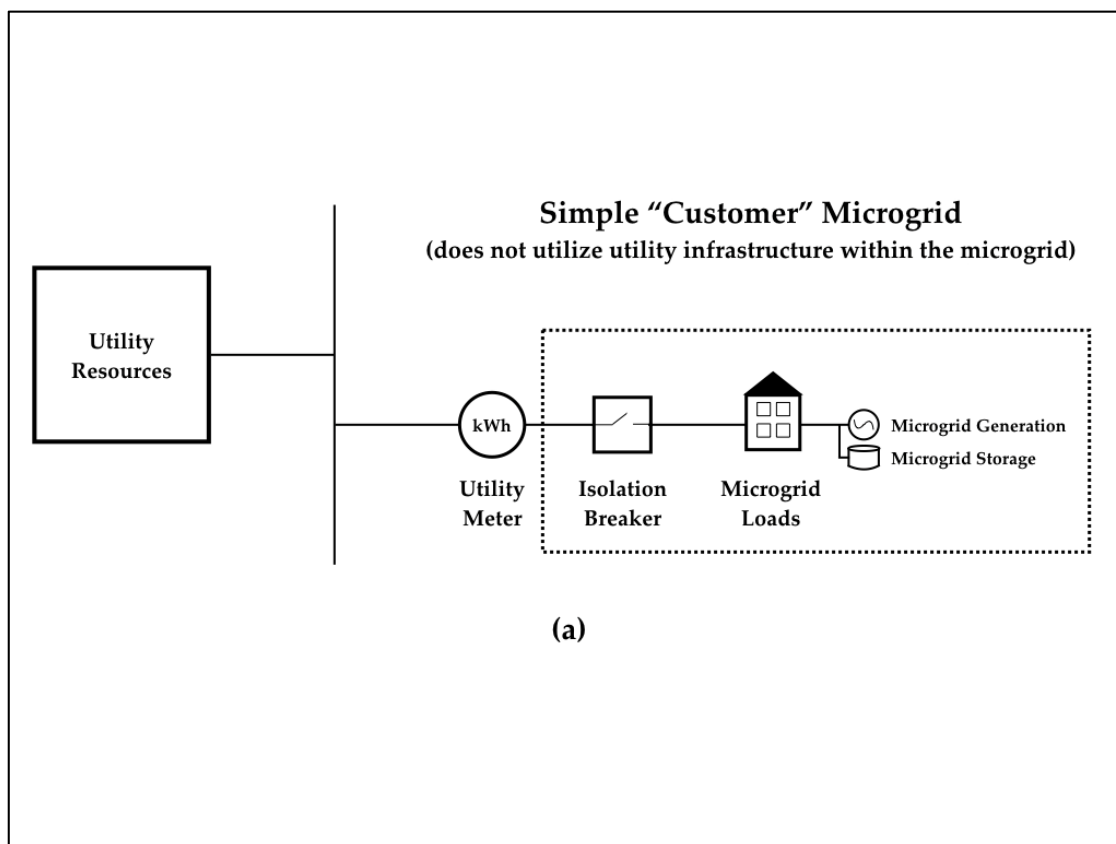 Simple “Customer” Microgrid
(does not utilize utility infrastructure within the microgrid)
Utility
Resources
kWh
Microgrid Generation
Microgrid Storage
Utility
Meter
Isolation
Breaker
Microgrid
Loads
(a)